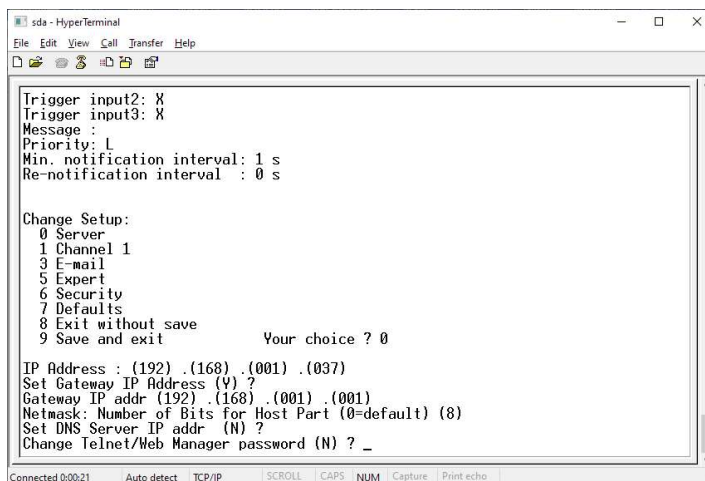 sda - HyperTerminal
File Edit View Call Transfer Help
Trigger input2: X
Trigger input3: X
Message :
Priority: L
Min. notification interval: 1 s
Re-notification interval  : 0 s
Change Setup:
0 Server
1 Channel 1
3 E-mail
5 Expert
6 Security
7 Defaults
8 Exit without save
9 Save and exit            Your choice ? 0
IP Address : (192) .(168) .(001) .(037)
Set Gateway IP Address (Y) ?
Gateway IP addr (192) .(168) .(001) .(001)
Netmask: Number of Bits for Host Part (0=default) (8)
Set DNS Server IP addr  (N) ?
Change Telnet/Web Manager password (N) ? _
Connected 0:00:21 Auto detect TCP/IP SCROLL CAPS NUM Capture Print echo